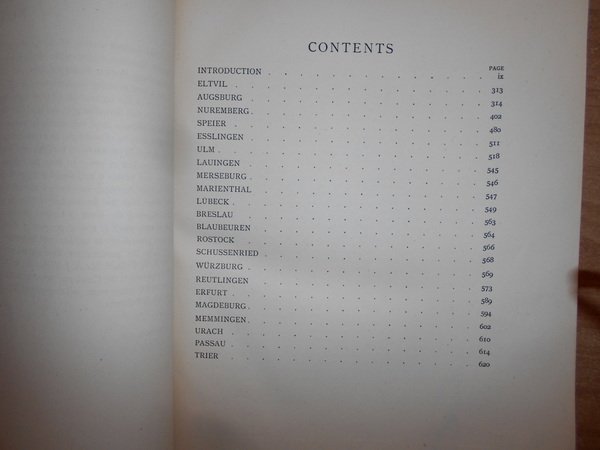 CONTENTS
PAGE
INTRODUCTION . . . . . . . . . . . . ix
ELTVIL . . . . . . . . . . . . . 313
AUGSBURG . . . . . . . . . . . . 314
NUREMBERG . . . . . . . . . . . . 402
SPEIER . . . . . . . . . . . . . 480
ESSLINGEN . . . . . . . . . . . . 511
ULM . . . . . . . . . . . . . . 518
LAUINGEN . . . . . . . . . . . . 545
MERSEBURG . . . . . . . . . . . . 546
MARIENTHAL . . . . . . . . . . . . 547
LÜBECK . . . . . . . . . . . . . 549
BRESLAU . . . . . . . . . . . . . 563
BLAUBEUREN . . . . . . . . . . . . 564
ROSTOCK . . . . . . . . . . . . . 566
SCHUSSENRIED . . . . . . . . . . . . 568
WÜRZBURG . . . . . . . . . . . . 569
REUTLINGEN . . . . . . . . . . . . 573
ERFURT . . . . . . . . . . . . . 589
MAGDEBURG . . . . . . . . . . . . 594
MEMMINGEN . . . . . . . . . . . . 602
URACH . . . . . . . . . . . . . 610
PASSAU . . . . . . . . . . . . . 614
TRIER . . . . . . . . . . . . . 620